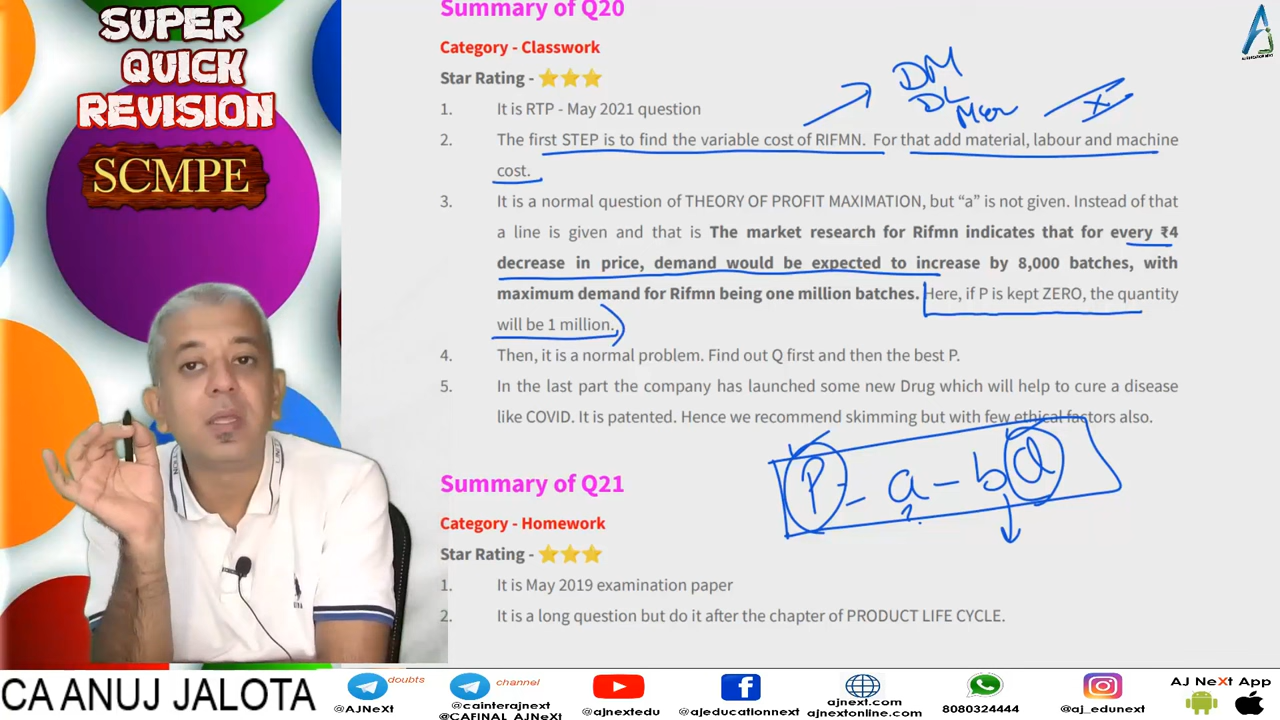 SUPER
QUICK
REVISION
SCMPE
Summary of Q20
Category - Classwork
Star Rating - ⭐⭐⭐
1. It is RTP - May 2021 question
2. The first STEP is to find the variable cost of RIFMN. For that add material, labour and machine
cost.
3. It is a normal question of THEORY OF PROFIT MAXIMATION, but “a” is not given. Instead of that
a line is given and that is The market research for Rifmn indicates that for every ₹4
decrease in price, demand would be expected to increase by 8,000 batches, with
maximum demand for Rifmn being one million batches. Here, if P is kept ZERO, the quantity
will be 1 million.
4. Then, it is a normal problem. Find out Q first and then the best P.
5. In the last part the company has launched some new Drug which will help to cure a disease
like COVID. It is patented. Hence we recommend skimming but with few ethical factors also.
DM
DL
P = a - b Q
?
Summary of Q21
Category - Homework
Star Rating - ⭐⭐⭐
1. It is May 2019 examination paper
2. It is a long question but do it after the chapter of PRODUCT LIFE CYCLE.
CA ANUJ JALOTA
doubts
@AJNeXt
channel
@cainterajnext
@CAFINAL_AJNeXt
@ajnextedu
@ajeducationnext
ajnext.com
ajnextonline.com
8080324444
@aj_edunext
AJ NeXt App